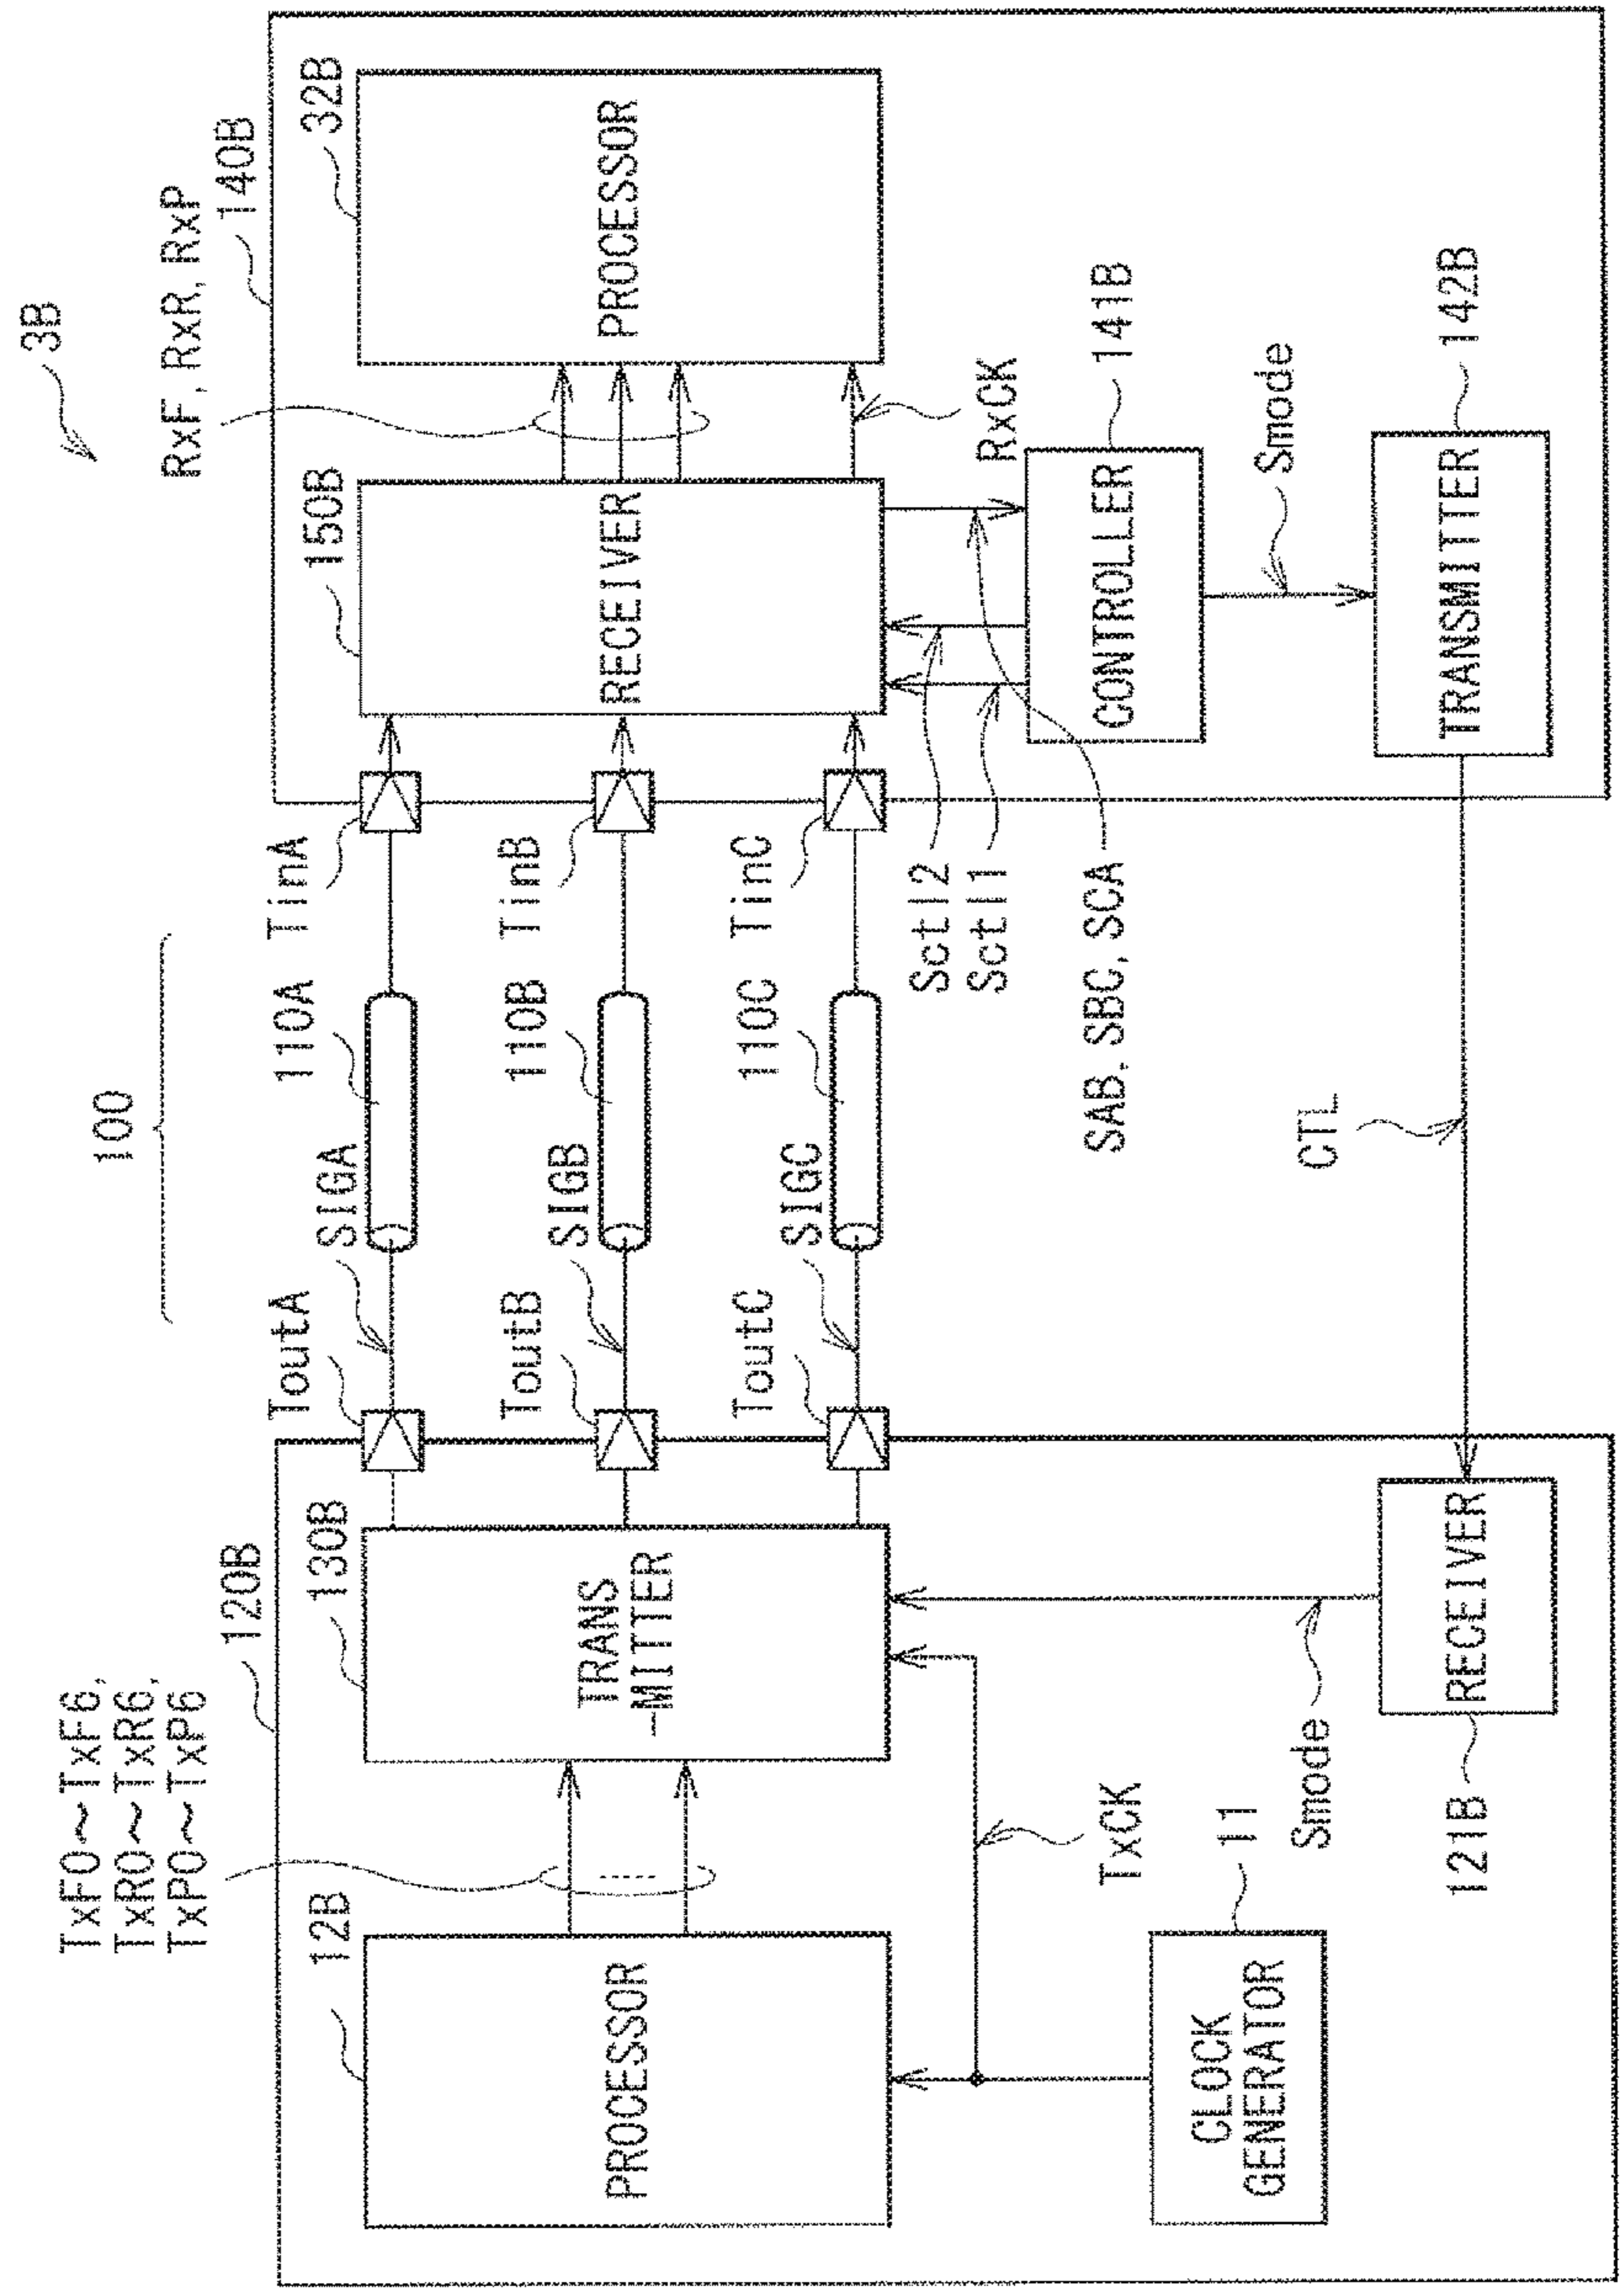 3B
100
TxF0~TxF6,
TxR0~TxR6,
TxP0~TxP6
120B
12B
PROCESSOR
130B
TRANS
-MITTER
ToutA
SIGA
110A
TinA
ToutB
SIGB
110B
TinB
ToutC
SIGC
110C
TinC
RxF, RxR, RxP
140B
150B
RECEIVER
32B
PROCESSOR
RxCK
Sctl2
Sctl1
SAB, SBC, SCA
CONTROLLER
141B
Smode
TRANSMITTER
142B
CTL
TxCK
CLOCK
GENERATOR
11
Smode
RECEIVER
121B